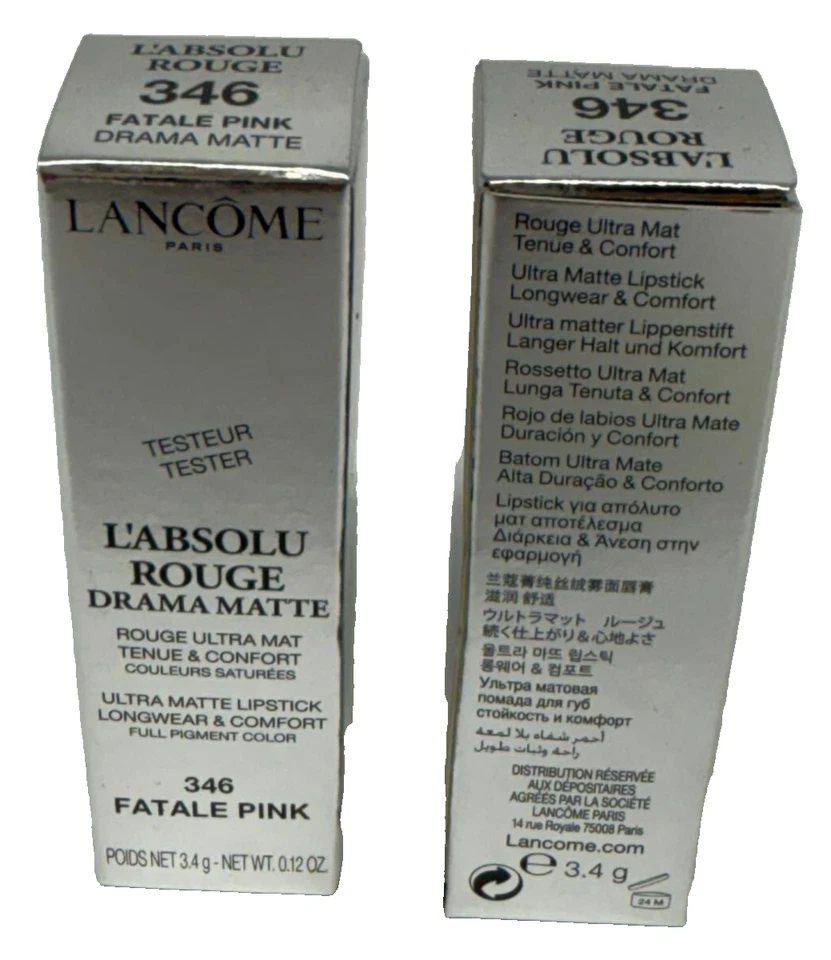 L'ABSOLU
ROUGE
346
FATALE PINK
DRAMA MATTE
LANCÔME
PARIS
TESTEUR
TESTER
L'ABSOLU
ROUGE
DRAMA MATTE
ROUGE ULTRA MAT
TENUE & CONFORT
COULEURS SATURÉES
ULTRA MATTE LIPSTICK
LONGWEAR & COMFORT
FULL PIGMENT COLOR
346
FATALE PINK
POIDS NET 3.4 g - NET WT. 0.12 OZ.
L'ABSOLU
ROUGE
346
FATALE PINK
DRAMA MATTE
Rouge Ultra Mat
Tenue & Confort
Ultra Matte Lipstick
Longwear & Comfort
Ultra matter Lippenstift
Langer Halt und Komfort
Rossetto Ultra Mat
Lunga Tenuta & Confort
Rojo de labios Ultra Mate
Duración y Confort
Batom Ultra Mate
Alta Duração & Conforto
Lipstick για απόλυτο
ματ αποτέλεσμα
Διάρκεια & Άνεση στην
εφαρμογή
兰蔻菁纯丝绒雾面唇膏
滋润 舒适
ウルトラマット ルージュ
続く仕上がり＆心地よさ
울트라 마뜨 립스틱
롱웨어 & 컴포트
Ультра матовая
помада для губ
стойкость и комфорт
أحمر شفاه بلا لمعة
راحة وثبات طويل
DISTRIBUTION RÉSERVÉE
AUX DÉPOSITAIRES
AGRÉÉS PAR LA SOCIÉTÉ
LANCÔME PARIS
14 rue Royale 75008 Paris
Lancome.com
℮ 3.4 g
24 M